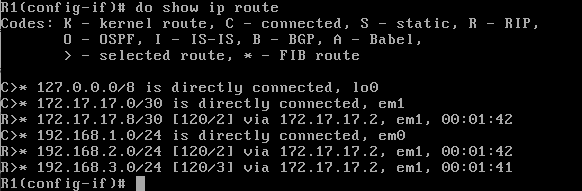 R1(config-if)# do show ip route
Codes: K - kernel route, C - connected, S - static, R - RIP,
O - OSPF, I - IS-IS, B - BGP, A - Babel,
> - selected route, * - FIB route
C>* 127.0.0.0/8 is directly connected, lo0
C>* 172.17.17.0/30 is directly connected, em1
R>* 172.17.17.8/30 [120/2] via 172.17.17.2, em1, 00:01:42
C>* 192.168.1.0/24 is directly connected, em0
R>* 192.168.2.0/24 [120/2] via 172.17.17.2, em1, 00:01:42
R>* 192.168.3.0/24 [120/3] via 172.17.17.2, em1, 00:01:41
R1(config-if)#